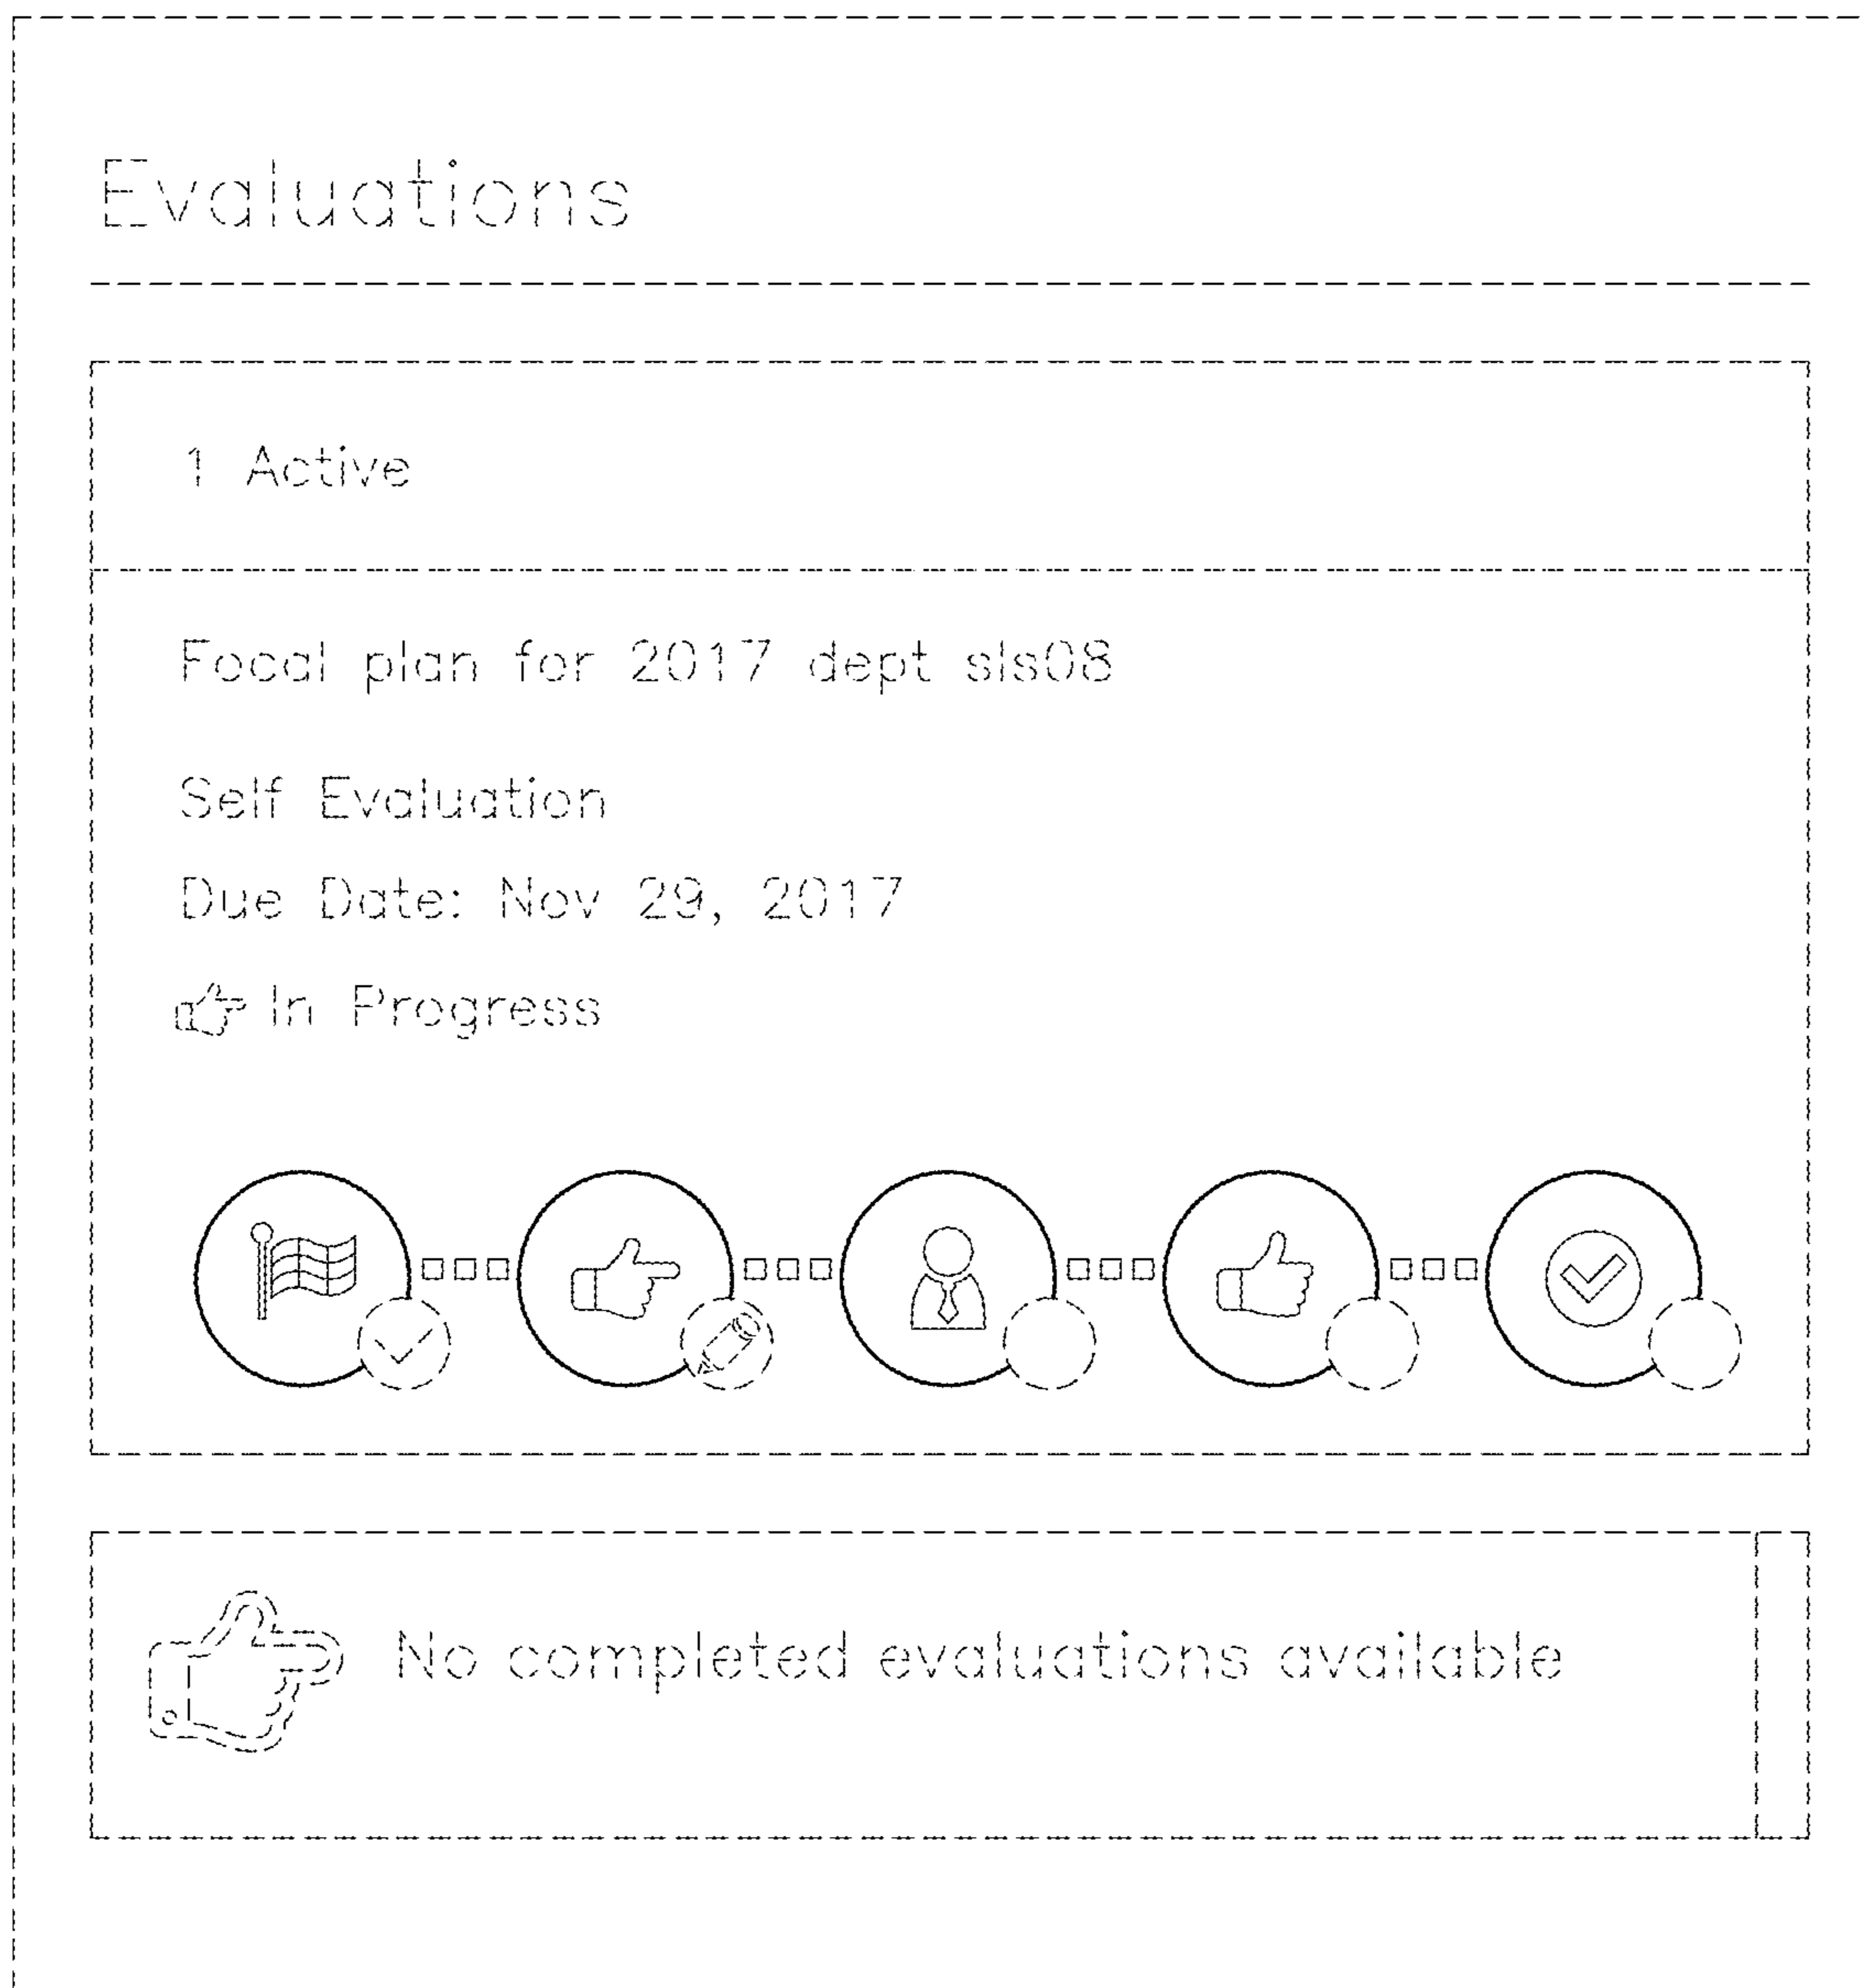 Evaluations
1 Active
Focal plan for 2017 dept sls08
Self Evaluation
Due Date: Nov 29, 2017
In Progress
No completed evaluations available